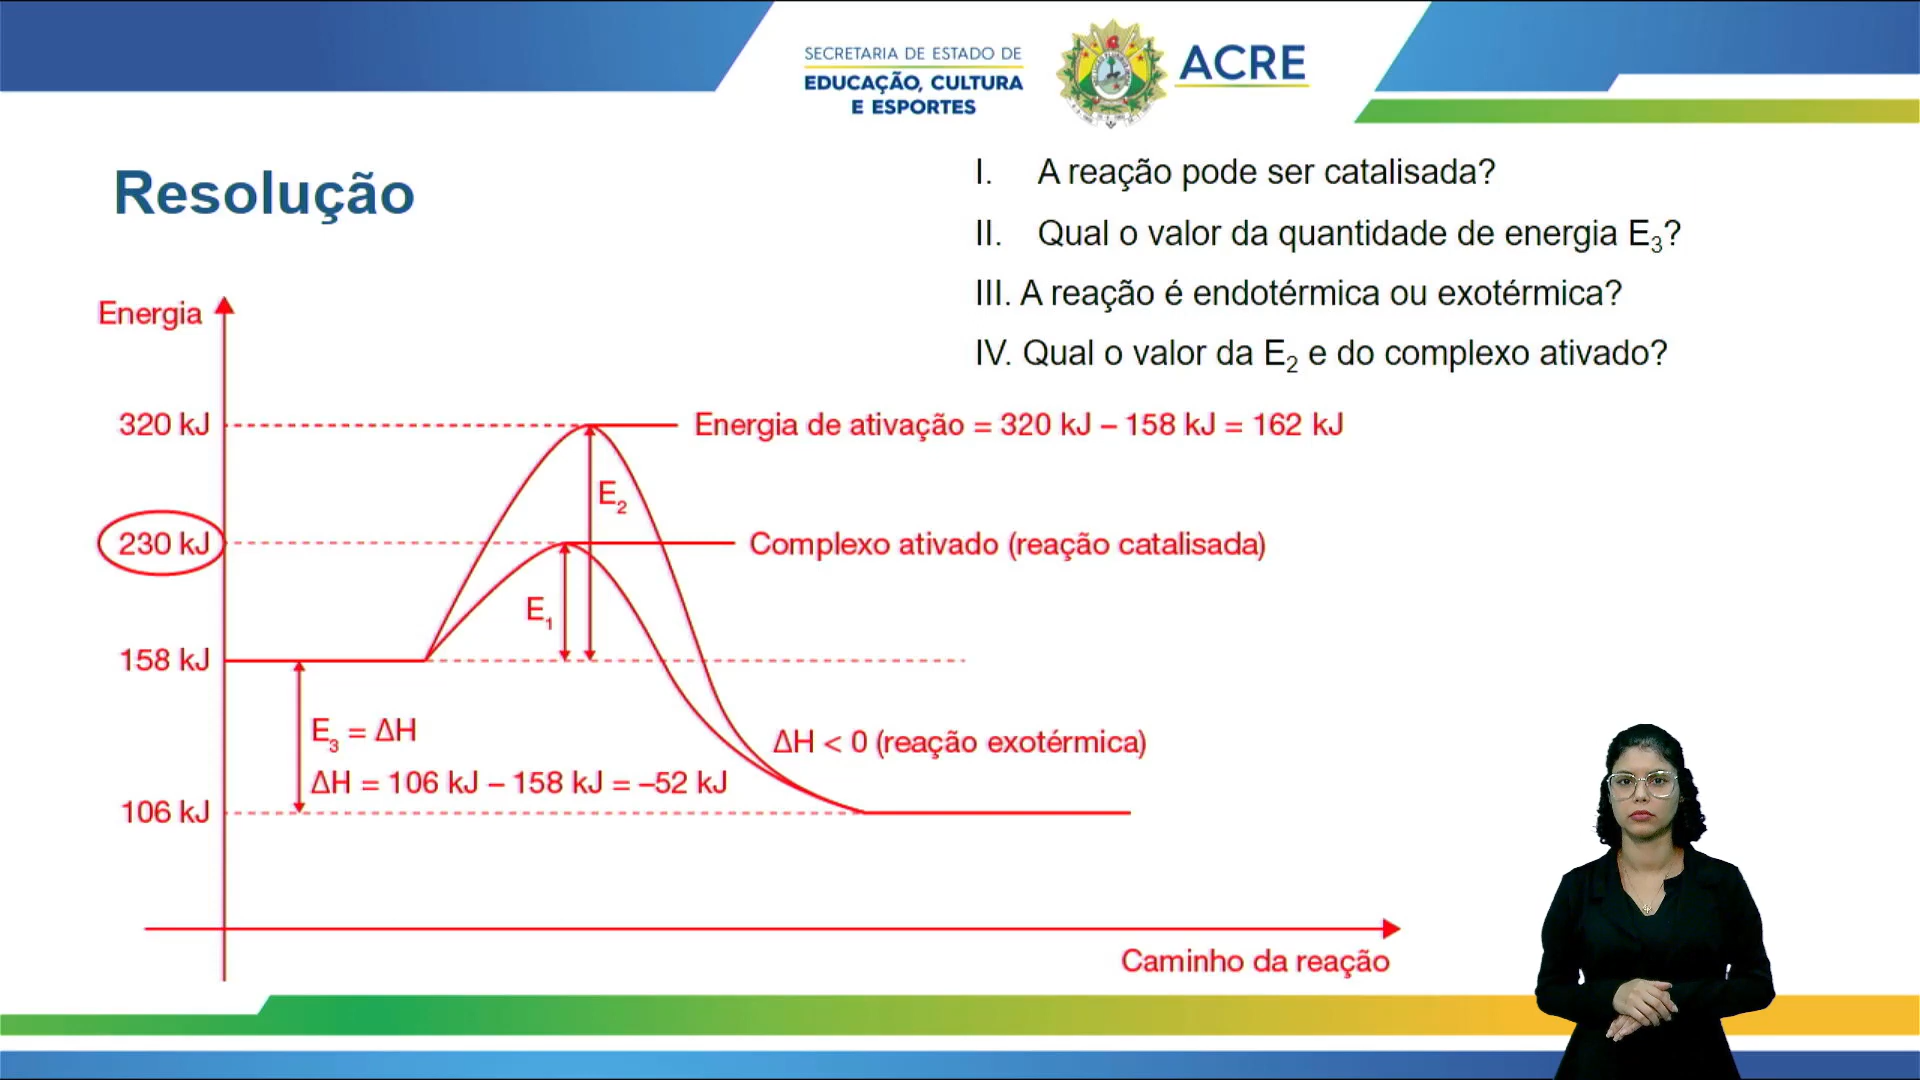 SECRETARIA DE ESTADO DE
EDUCAÇÃO, CULTURA
E ESPORTES
ACRE
Resolução
I. A reação pode ser catalisada?
II. Qual o valor da quantidade de energia E₃?
III. A reação é endotérmica ou exotérmica?
IV. Qual o valor da E₂ e do complexo ativado?
Energia
320 kJ
Energia de ativação = 320 kJ – 158 kJ = 162 kJ
E₂
230 kJ
Complexo ativado (reação catalisada)
E₁
158 kJ
E₃ = ΔH
ΔH < 0 (reação exotérmica)
ΔH = 106 kJ – 158 kJ = –52 kJ
106 kJ
Caminho da reação